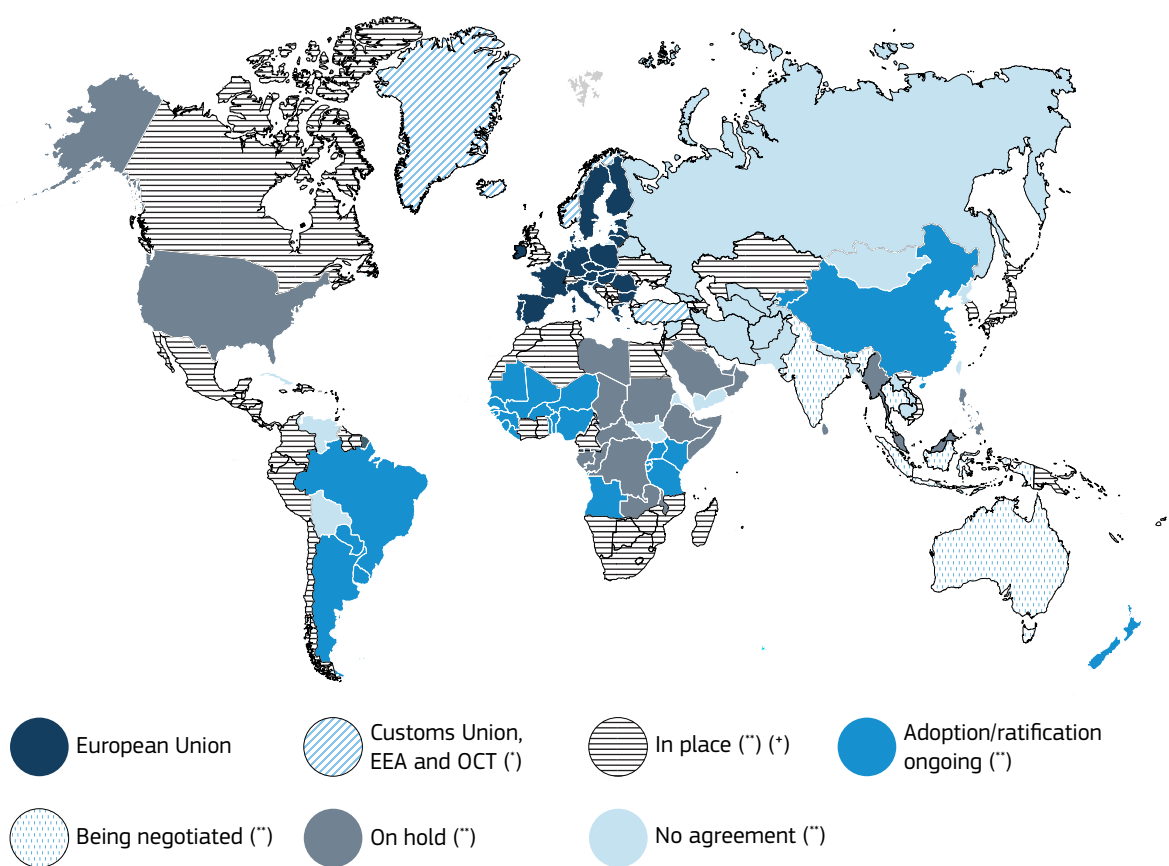 European Union
Customs Union,
EEA and OCT (*)
In place (**) (+)
Adoption/ratification
ongoing (**)
Being negotiated (**)
On hold (**)
No agreement (**)